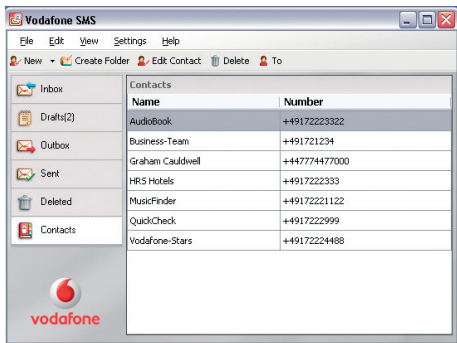 Vodafone SMS
File Edit View Settings Help
New Create Folder Edit Contact Delete To
Inbox
Drafts(2)
Outbox
Sent
Deleted
Contacts
vodafone
Contacts
Name Number
AudioBook +49172223322
Business-Team +491721234
Graham Cauldwell +447774477000
HRS Hotels +4917222333
MusicFinder +49172221122
QuickCheck +4917222999
Vodafone-Stars +49172224488